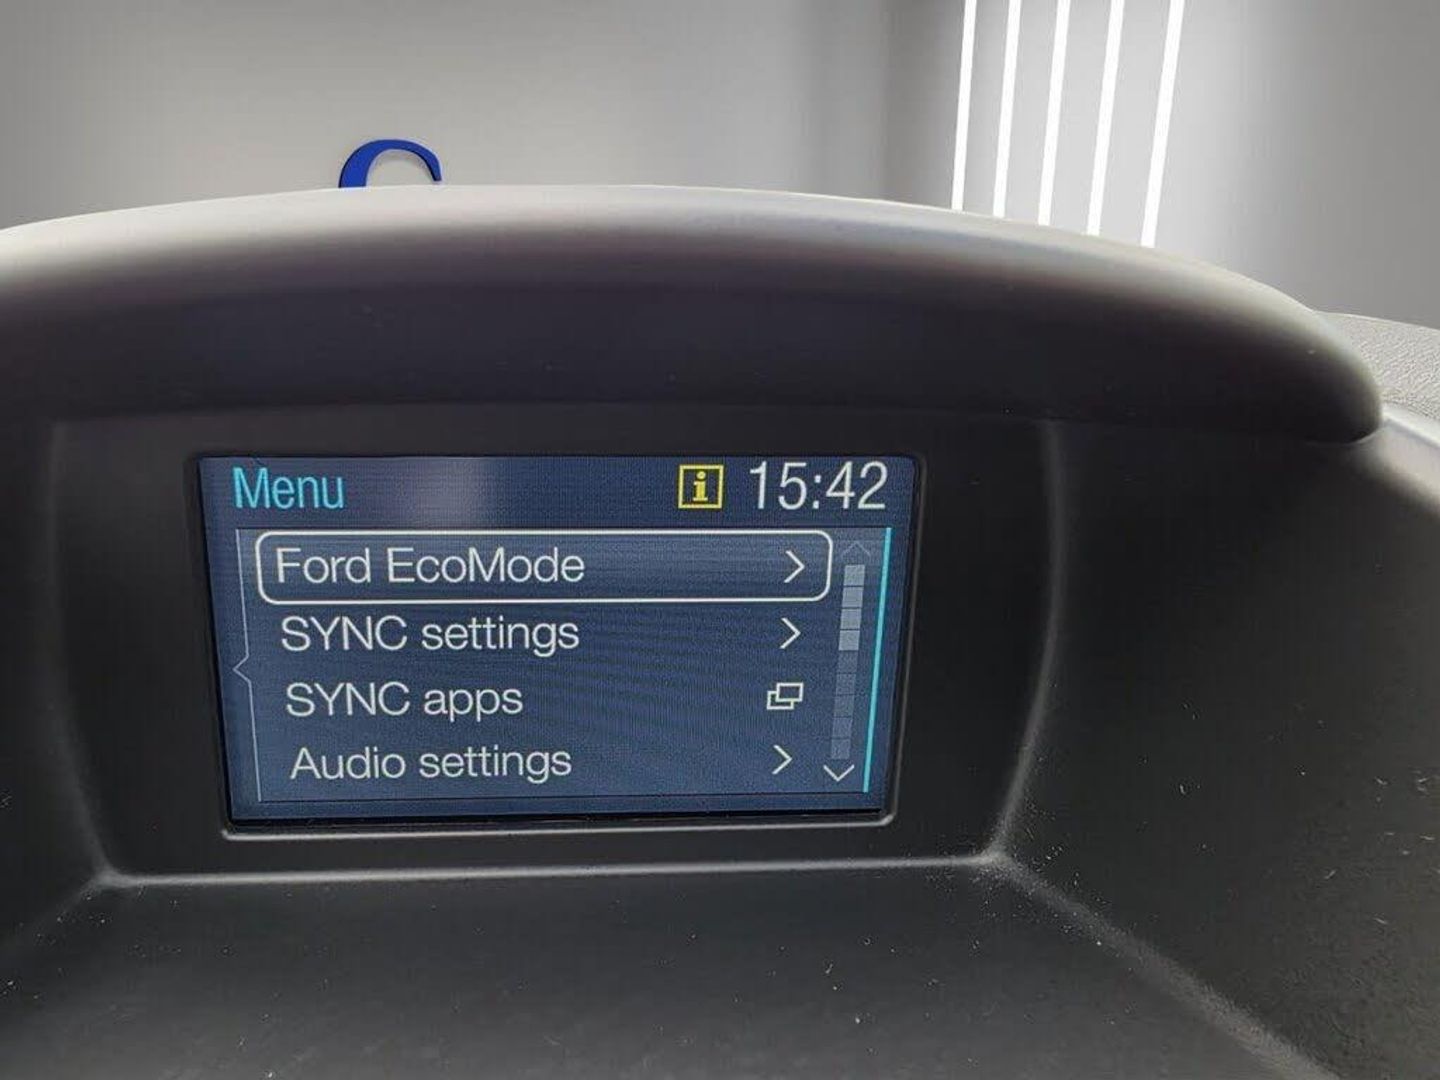 Menu i 15:42
Ford EcoMode
SYNC settings
SYNC apps
Audio settings